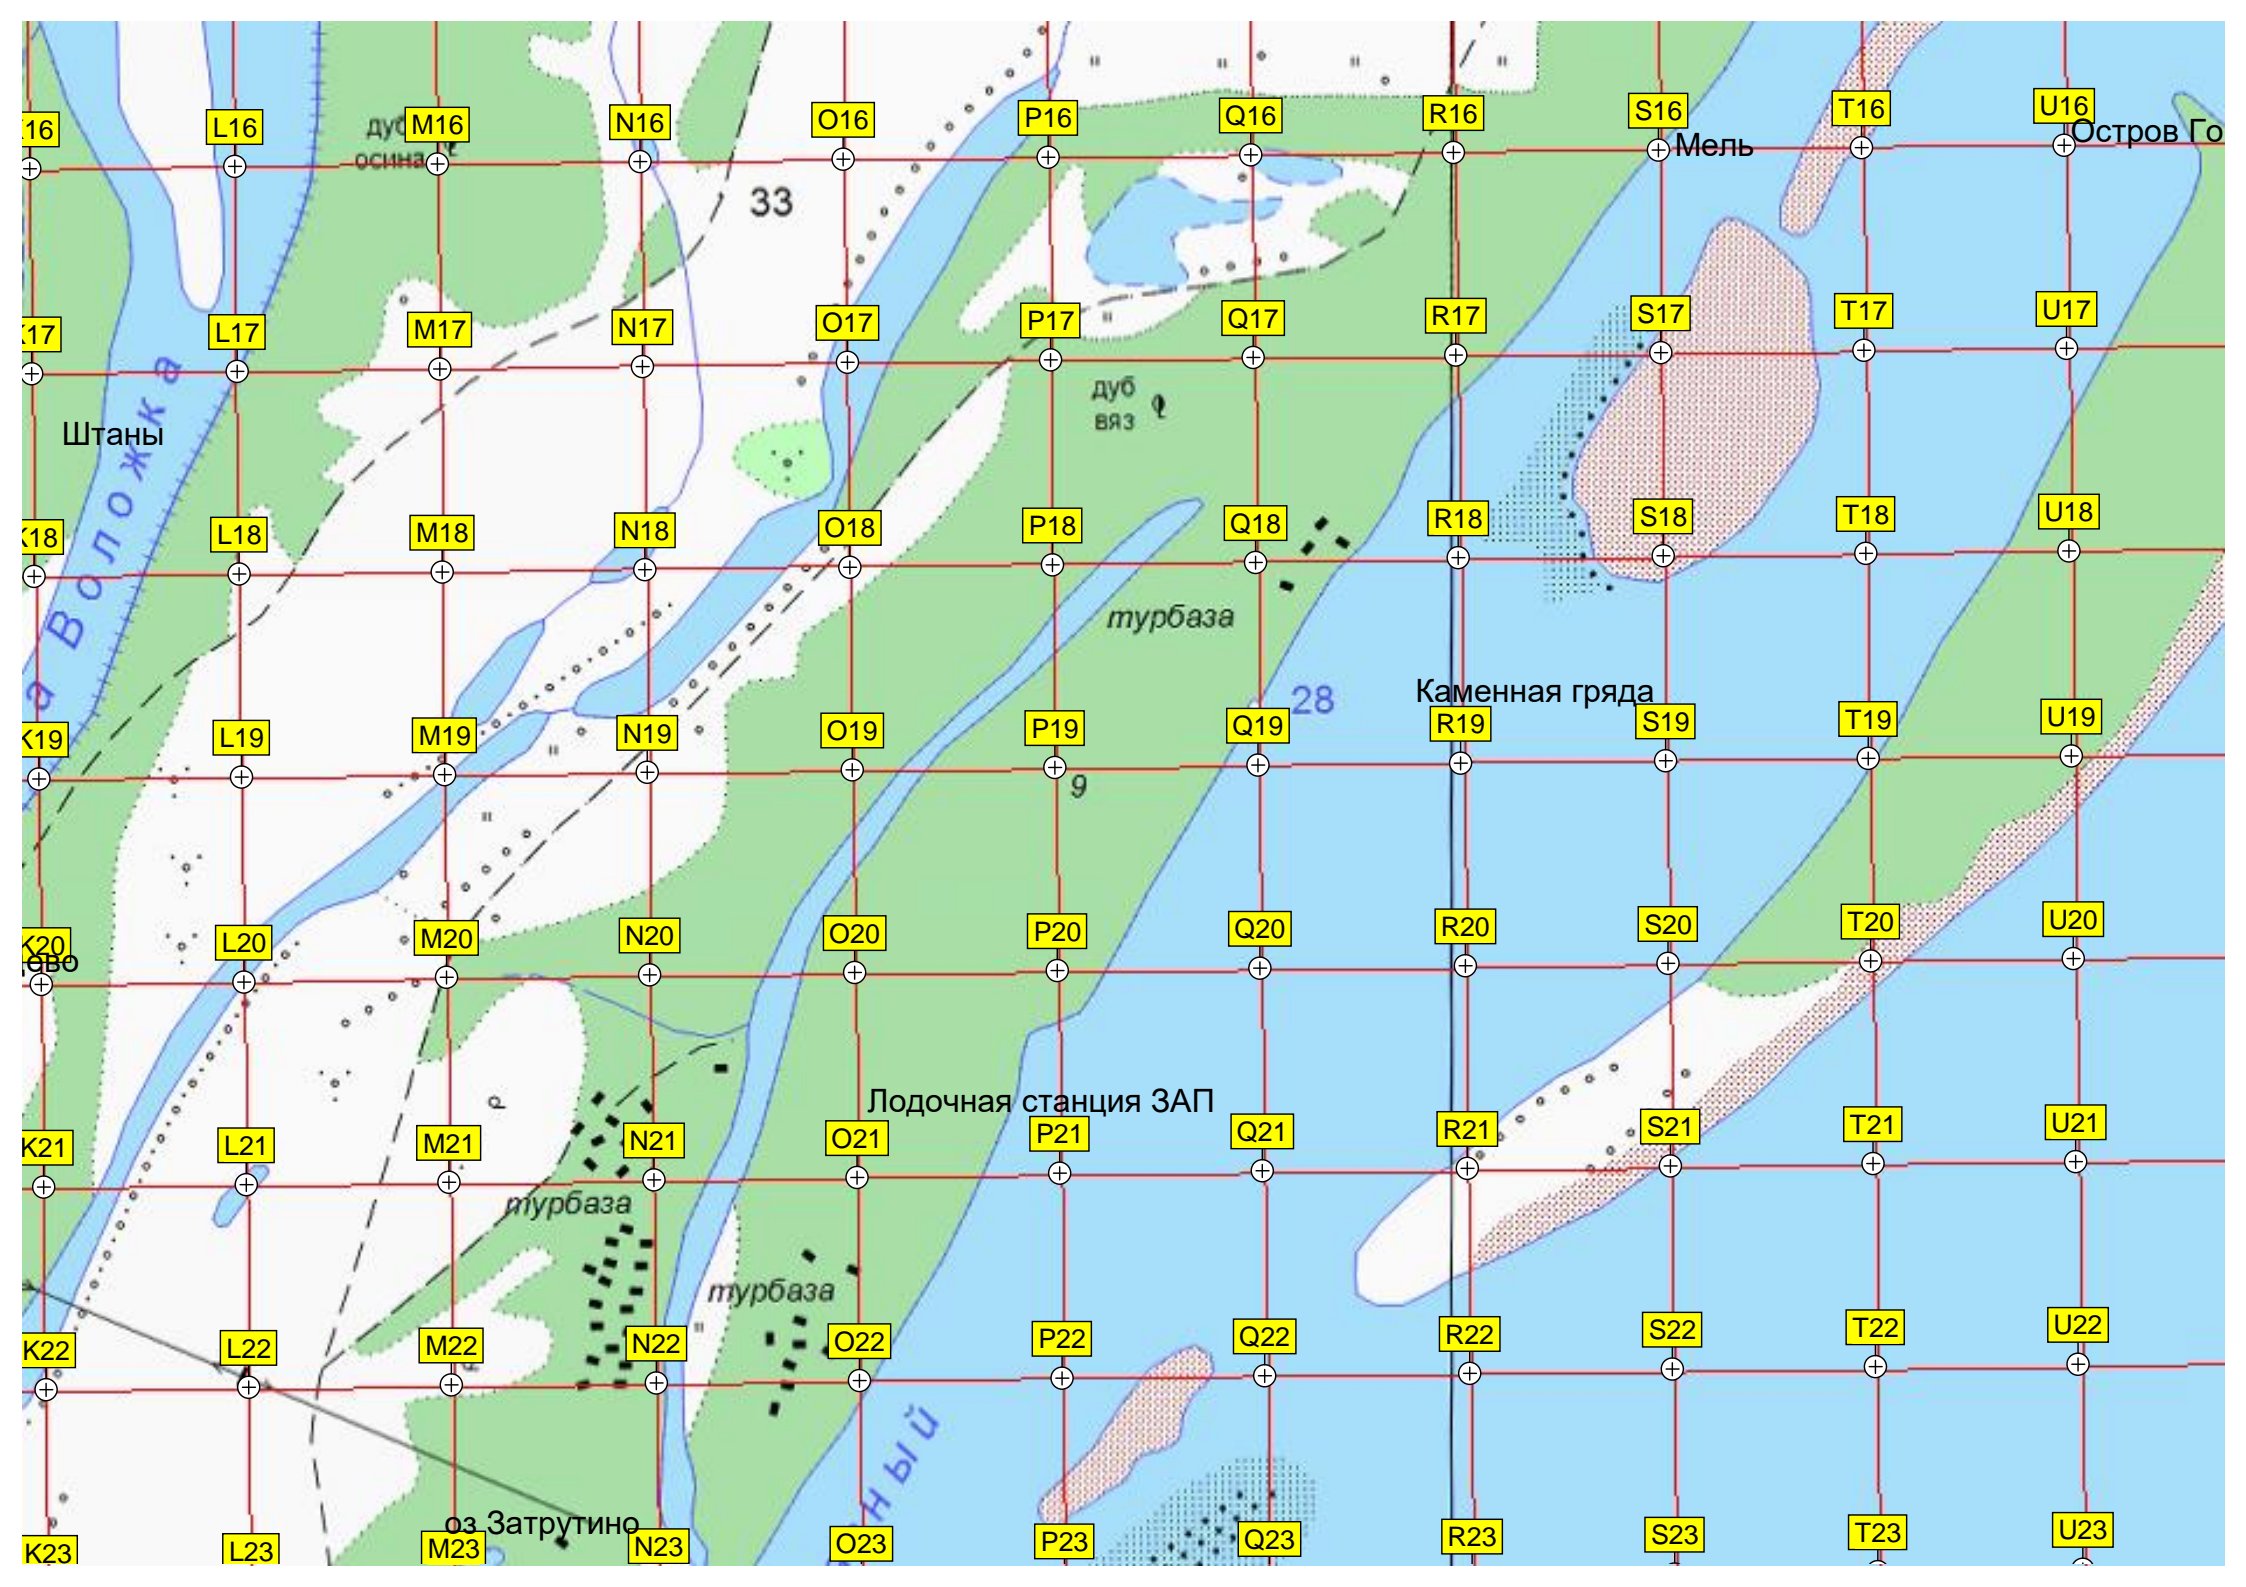 16 L16 M16 N16 O16 P16 Q16 R16 S16 T16 U16
дуб
осина
Мель
Остров Го
33
K17 L17 M17 N17 O17 P17 Q17 R17 S17 T17 U17
дуб
вяз
Штаны
а Воложка
K18 L18 M18 N18 O18 P18 Q18 R18 S18 T18 U18
турбаза
28
Каменная гряда
K19 L19 M19 N19 O19 P19 Q19 R19 S19 T19 U19
9
K20 L20 M20 N20 O20 P20 Q20 R20 S20 T20 U20
ево
Лодочная станция ЗАП
р
K21 L21 M21 N21 O21 P21 Q21 R21 S21 T21 U21
турбаза
турбаза
K22 L22 M22 N22 O22 P22 Q22 R22 S22 T22 U22
ный
оз Затрутино
K23 L23 M23 N23 O23 P23 Q23 R23 S23 T23 U23